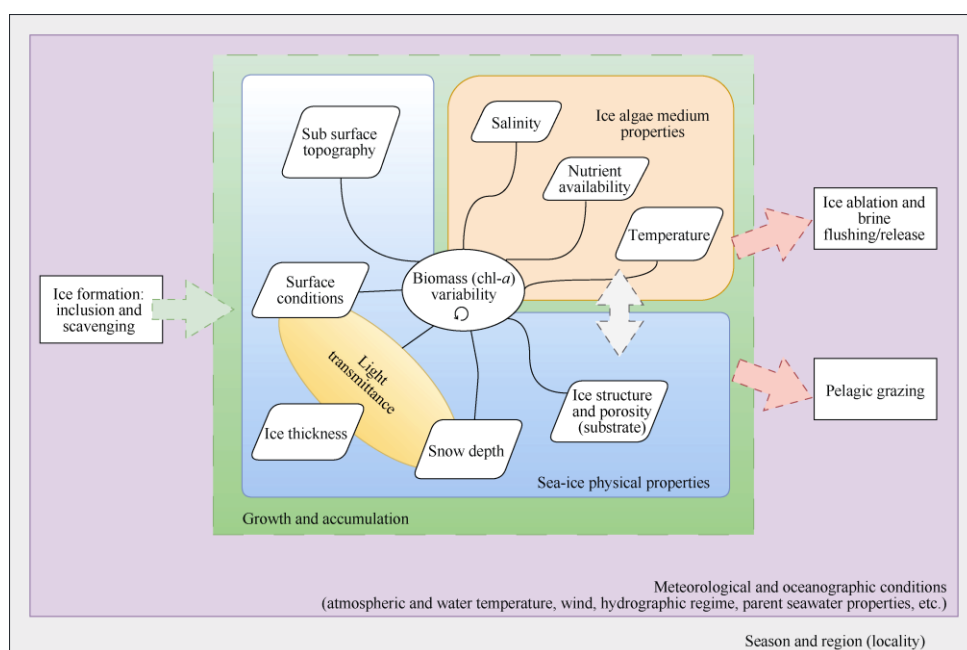 Sub surface
topography
Salinity
Ice algae medium
properties
Nutrient
availability
Temperature
Ice ablation and
brine
flushing/release
Ice formation:
inclusion and
scavenging
Surface
conditions
Biomass (chl-a)
variability
Light
transmittance
Ice thickness
Snow depth
Ice structure
and porosity
(substrate)
Pelagic grazing
Sea-ice physical properties
Growth and accumulation
Meteorological and oceanographic conditions
(atmospheric and water temperature, wind, hydrographic regime, parent seawater properties, etc.)
Season and region (locality)